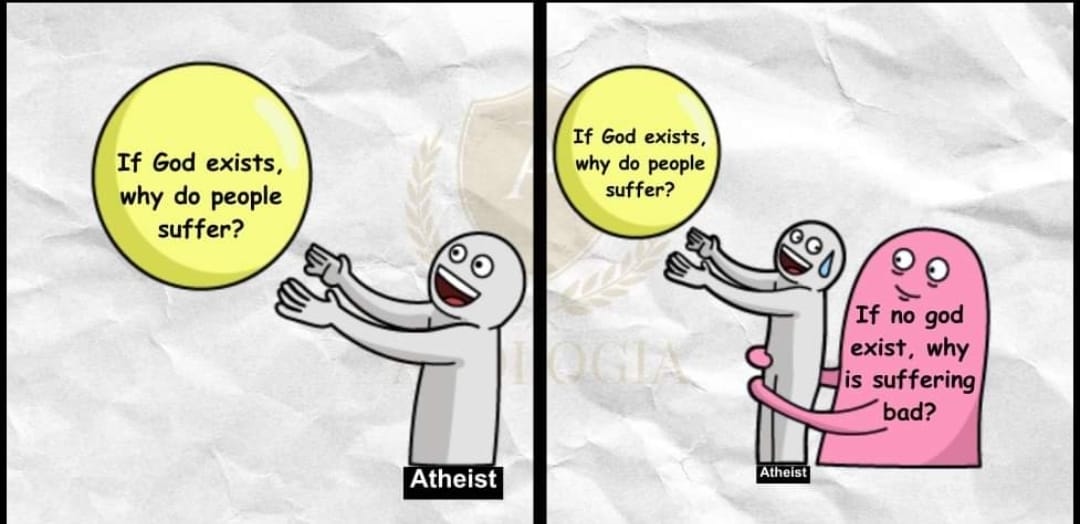 If God exists,
why do people
suffer?
Atheist
If God exists,
why do people
suffer?
If no god
exist, why
is suffering
bad?
Atheist